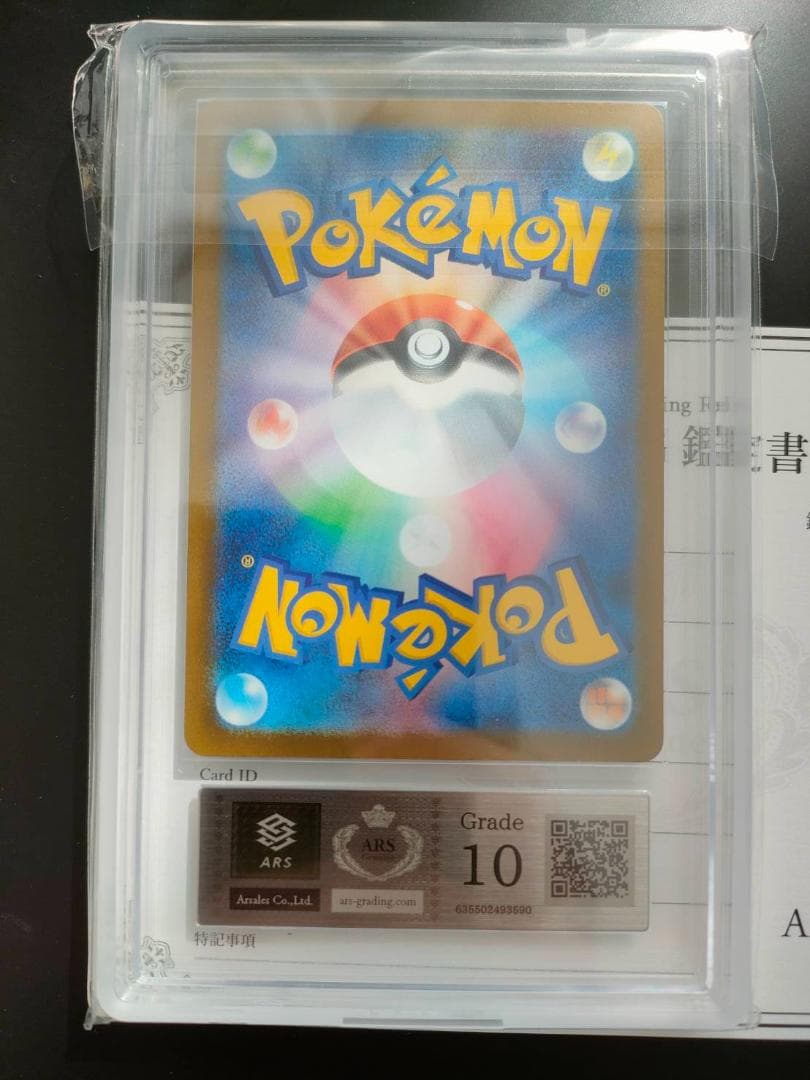 POKéMON
®
ing Re
鑑定書
®
POKéMON
Card ID
ARS
Arsales Co.,Ltd.
ARS
ars-grading.com
Grade
10
635502493590
特記事項
A